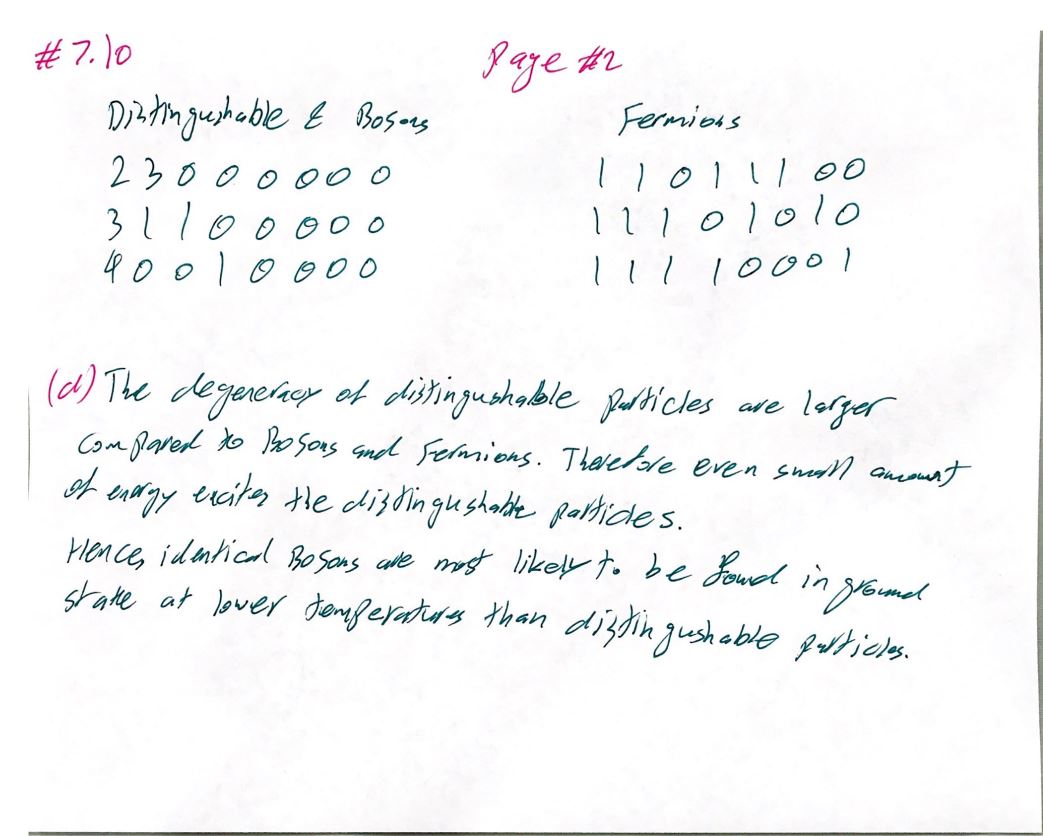 #7.10 Page #2
Distingushable & Bosons Fermions
2 3 0 0 0 0 0 0 1 1 0 1 1 1 0 0
3 1 1 0 0 0 0 0 1 1 1 0 1 0 1 0
4 0 0 1 0 0 0 0 1 1 1 1 0 0 0 1
(d) The degeneracy of distingushable particles are larger
compared to Bosons and Fermions. Therefore even small amount
of energy excites the distingushable particles.
Hence, identical Bosons are most likely to be found in ground
state at lower temperatures than distingushable particles.